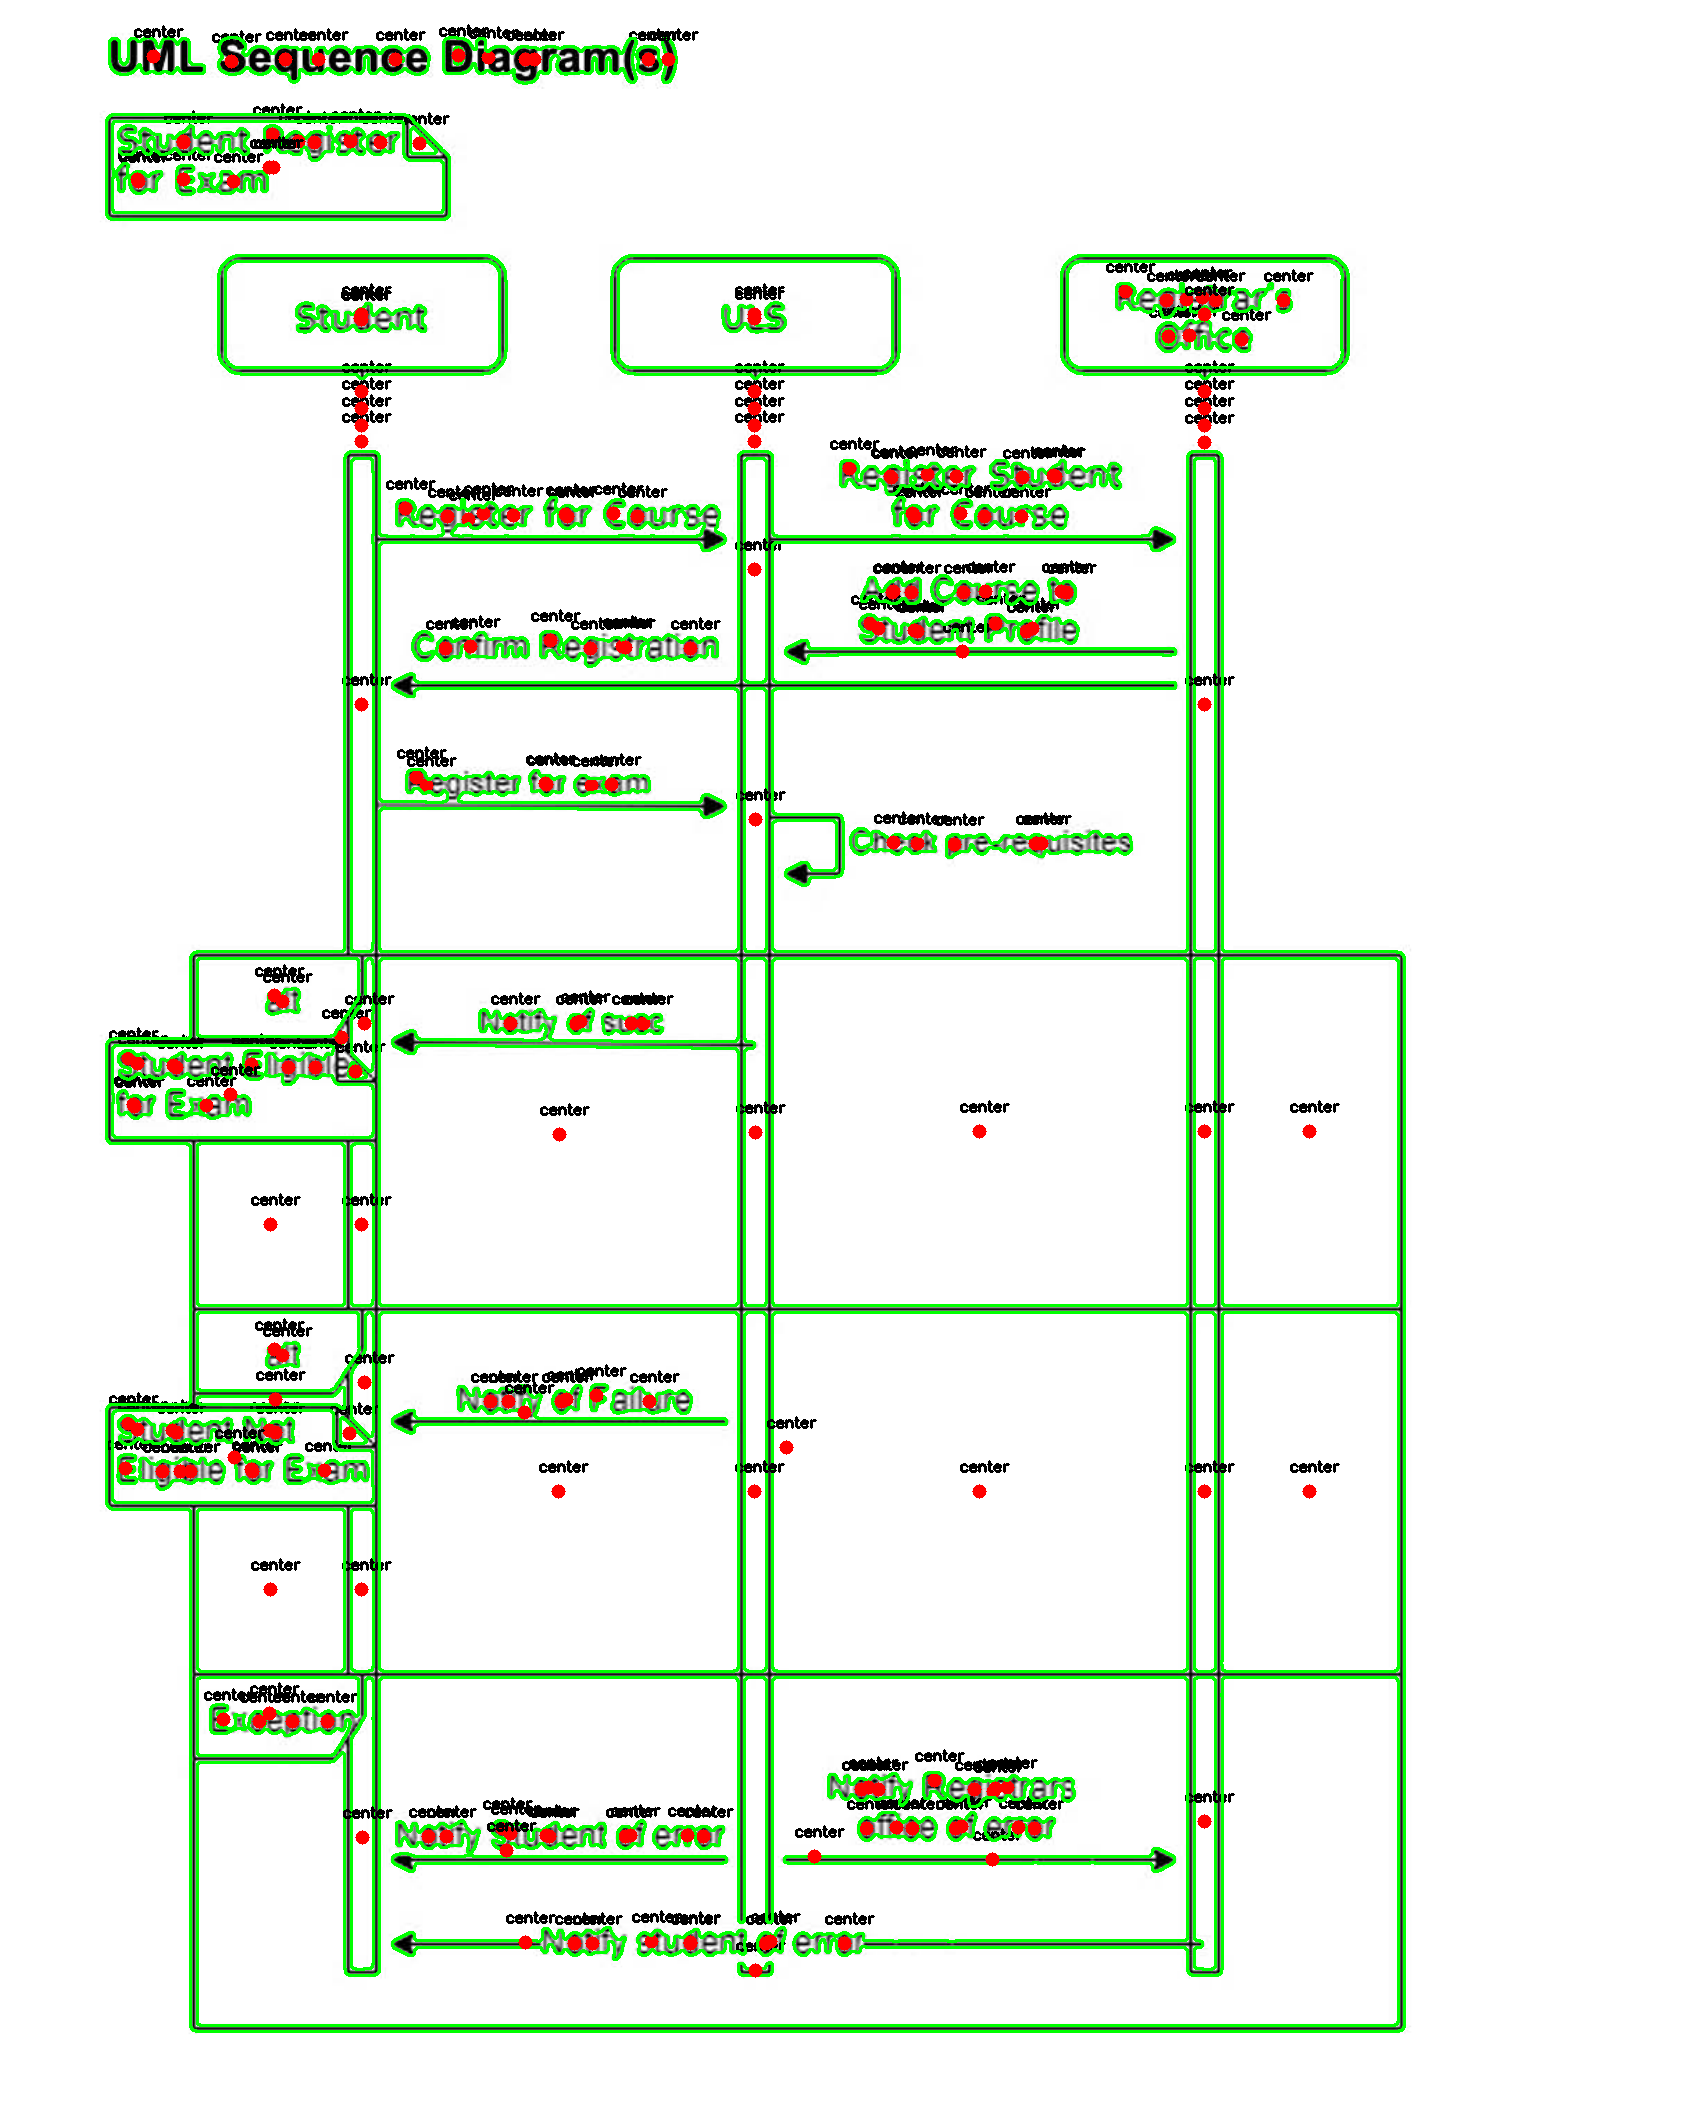 UML Sequence Diagram(s)
Student Register
for Exam
Student
ULS
Registrar's
Office
Register for Course
Register Student
for Course
Add Course to
Student Profile
Confirm Registration
Register for exam
Check pre-requisites
alt
Notify of succ
Student Eligible
for Exam
alt
Notify of Failure
Student Not
Eligible for Exam
Exception
Notify Registrars
office of error
Notify Student of error
Notify student of error
center